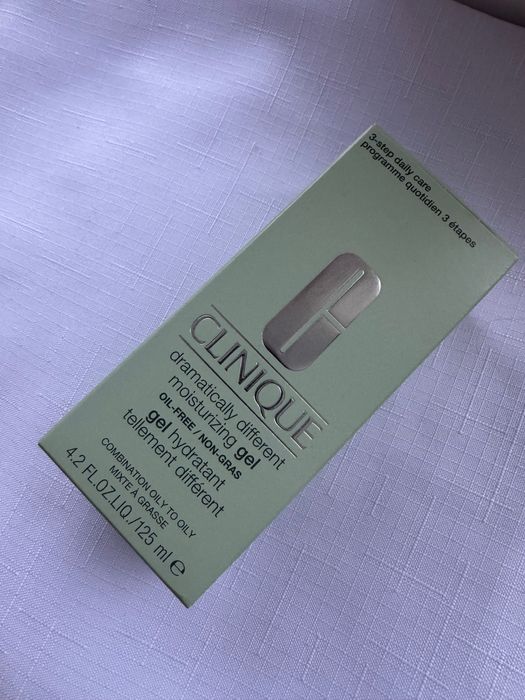 3-step daily care
programme quotidien 3 étapes
CLINIQUE
dramatically different
moisturizing gel
OIL-FREE / NON-GRAS
gel hydratant
tellement différent
COMBINATION OILY TO OILY
MIXTE À GRASSE
4.2 FL.OZ.LIQ./125 ml ℮